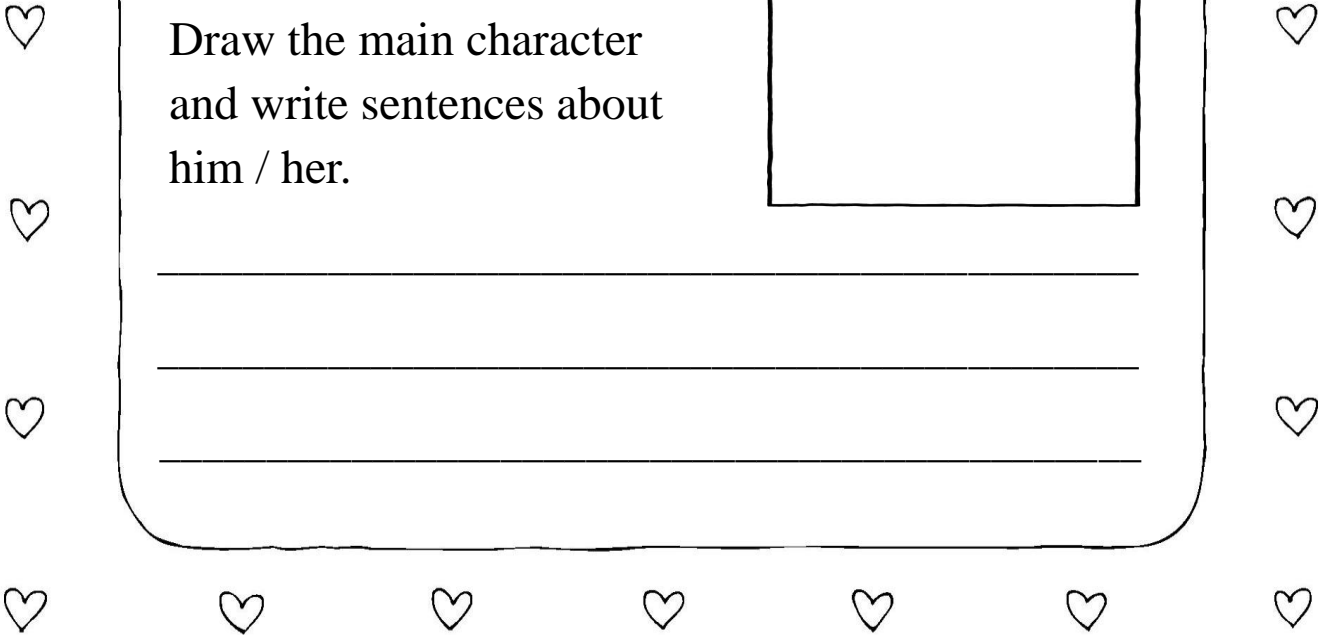 Draw the main character
and write sentences about
him / her.